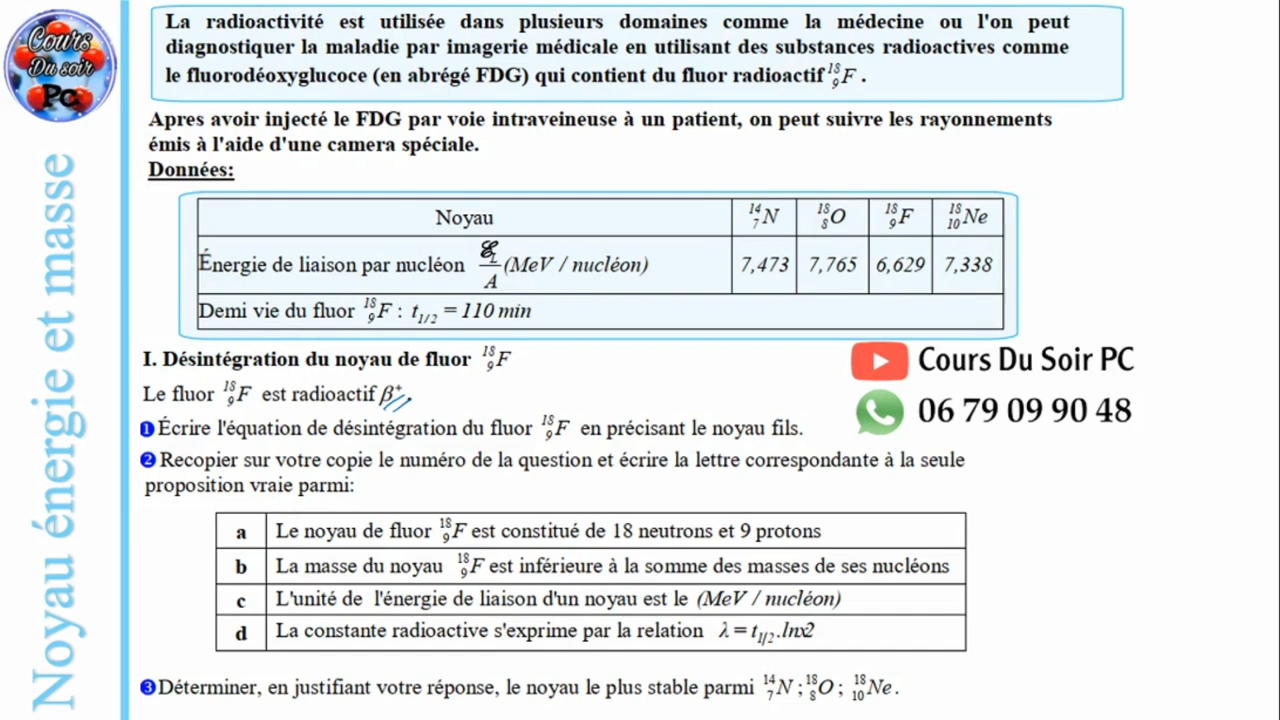 Cours
Du soir
PC
Noyau énergie et masse
La radioactivité est utilisée dans plusieurs domaines comme la médecine ou l'on peut
diagnostiquer la maladie par imagerie médicale en utilisant des substances radioactives comme
le fluorodéoxyglucoce (en abrégé FDG) qui contient du fluor radioactif ¹⁸₉F .
Apres avoir injecté le FDG par voie intraveineuse à un patient, on peut suivre les rayonnements
émis à l'aide d'une camera spéciale.
Données:
Noyau ¹⁴₇N ¹⁸₈O ¹⁸₉F ¹⁸₁₀Ne
Énergie de liaison par nucléon ℰ_L/A (MeV / nucléon) 7,473 7,765 6,629 7,338
Demi vie du fluor ¹⁸₉F : t₁/₂ = 110 min
I. Désintégration du noyau de fluor ¹⁸₉F
Le fluor ¹⁸₉F est radioactif β⁺.
Cours Du Soir PC
06 79 09 90 48
1 Écrire l'équation de désintégration du fluor ¹⁸₉F en précisant le noyau fils.
2 Recopier sur votre copie le numéro de la question et écrire la lettre correspondante à la seule
proposition vraie parmi:
a Le noyau de fluor ¹⁸₉F est constitué de 18 neutrons et 9 protons
b La masse du noyau ¹⁸₉F est inférieure à la somme des masses de ses nucléons
c L'unité de l'énergie de liaison d'un noyau est le (MeV / nucléon)
d La constante radioactive s'exprime par la relation λ = t₁/₂.ln2
3 Déterminer, en justifiant votre réponse, le noyau le plus stable parmi ¹⁴₇N ; ¹⁸₈O ; ¹⁸₁₀Ne .